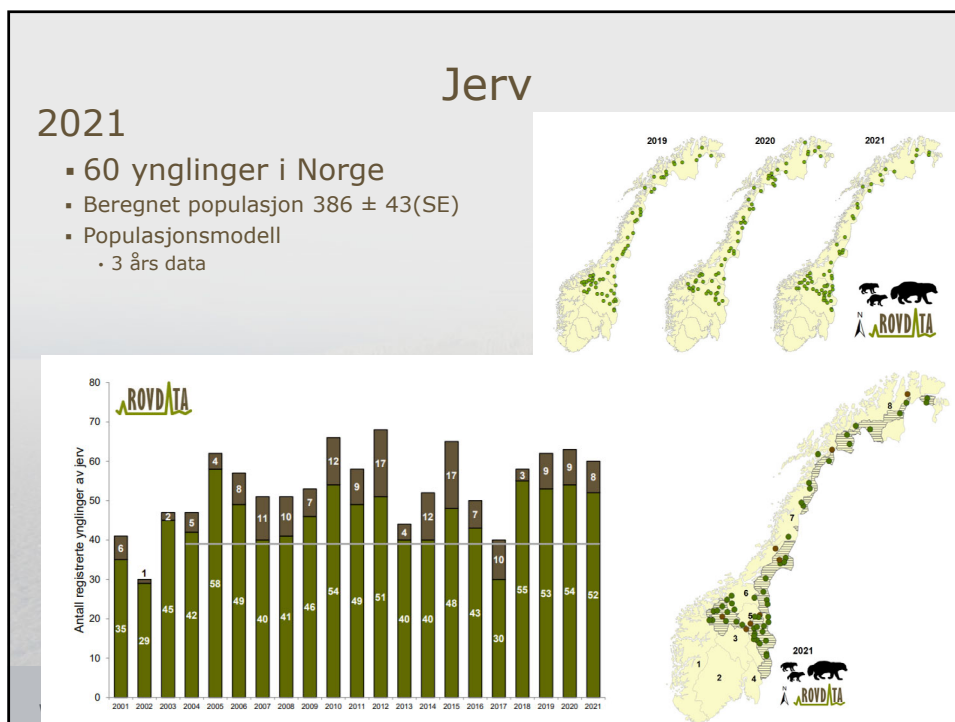 Jerv
2021
▪ 60 ynglinger i Norge
▪ Beregnet populasjon 386 ± 43(SE)
▪ Populasjonsmodell
• 3 års data
2019
2020
2021
N
ROVDATA
ROVDATA
Antall registrerte ynglinger av jerv
80
70
60
50
40
30
20
10
0
6 1 2 5 4 8 11 10 7 12 9 17 4 12 17 7 10 3 9 9 8
35 29 45 42 58 49 40 41 46 54 49 51 40 40 48 43 30 55 53 54 52
2001 2002 2003 2004 2005 2006 2007 2008 2009 2010 2011 2012 2013 2014 2015 2016 2017 2018 2019 2020 2021
8
7
6
5
3
1
2
4
2021
N
ROVDATA